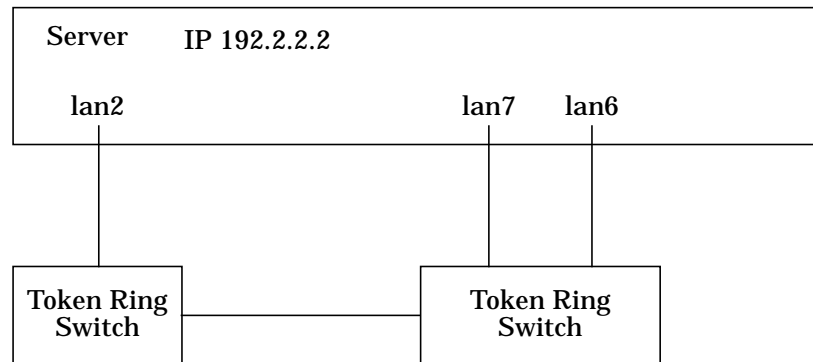 Server IP 192.2.2.2
lan2 lan7 lan6
Token Ring
Switch
Token Ring
Switch